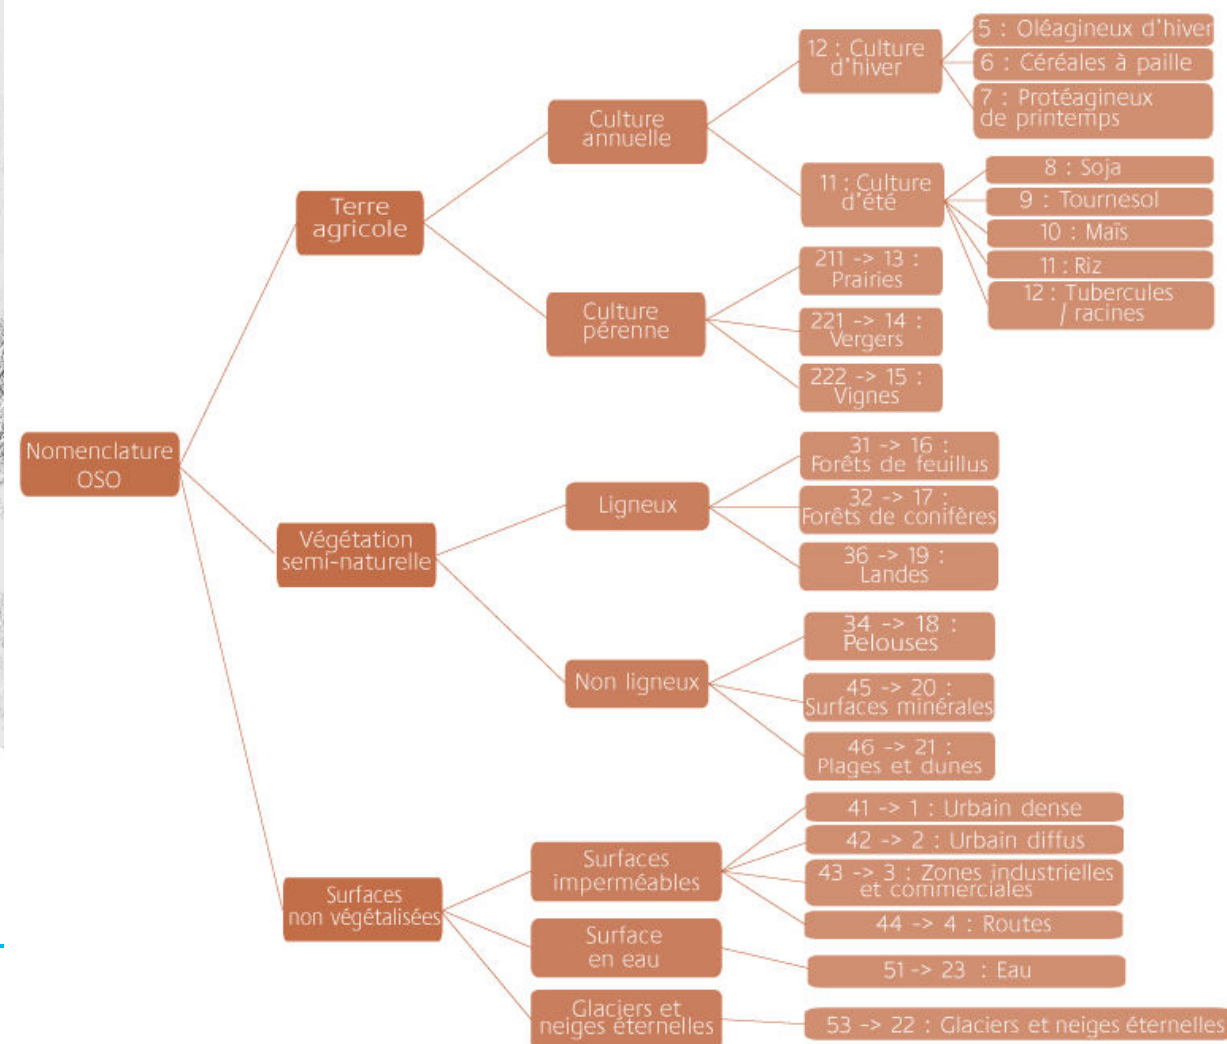 Nomenclature
OSO
Terre
agricole
Culture
annuelle
12 : Culture
d'hiver
5 : Oléagineux d'hiver
6 : Céréales à paille
7 : Protéagineux
de printemps
11 : Culture
d'été
8 : Soja
9 : Tournesol
10 : Maïs
11 : Riz
12 : Tubercules
/ racines
Culture
pérenne
211 -> 13 :
Prairies
221 -> 14 :
Vergers
222 -> 15 :
Vignes
Végétation
semi-naturelle
Ligneux
31 -> 16 :
Forêts de feuillus
32 -> 17 :
Forêts de conifères
36 -> 19 :
Landes
Non ligneux
34 -> 18 :
Pelouses
45 -> 20 :
Surfaces minérales
46 -> 21 :
Plages et dunes
Surfaces
non végétalisées
Surfaces
imperméables
41 -> 1 : Urbain dense
42 -> 2 : Urbain diffus
43 -> 3 : Zones industrielles
et commerciales
44 -> 4 : Routes
Surface
en eau
51 -> 23 : Eau
Glaciers et
neiges éternelles
53 -> 22 : Glaciers et neiges éternelles